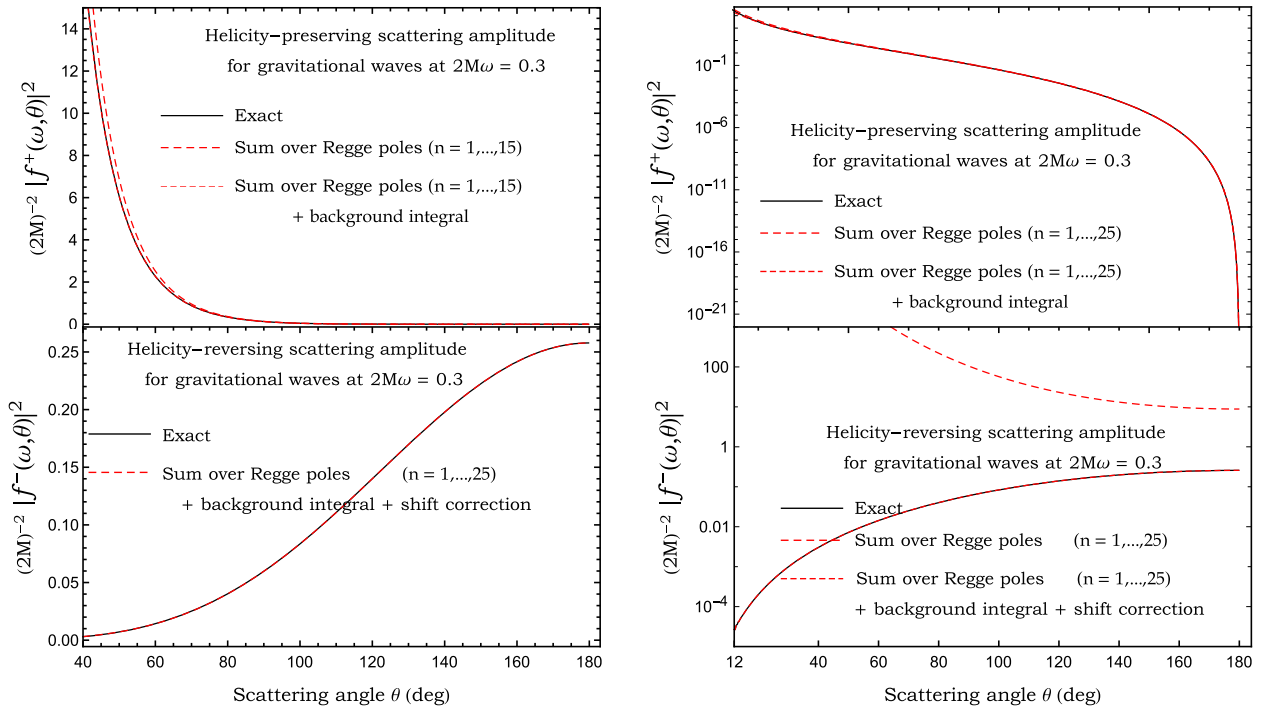 14
12
10
8
6
4
2
0
(2M)⁻² |f⁺(ω,θ)|²
Helicity−preserving scattering amplitude
for gravitational waves at 2Mω = 0.3
Exact
Sum over Regge poles (n = 1,...,15)
Sum over Regge poles (n = 1,...,15)
+ background integral
0.25
0.20
0.15
0.10
0.05
0.00
(2M)⁻² |f⁻(ω,θ)|²
Helicity−reversing scattering amplitude
for gravitational waves at 2Mω = 0.3
Exact
Sum over Regge poles (n = 1,...,25)
+ background integral + shift correction
40 60 80 100 120 140 160 180
Scattering angle θ (deg)
10⁻¹
10⁻⁶
10⁻¹¹
10⁻¹⁶
10⁻²¹
(2M)⁻² |f⁺(ω,θ)|²
Helicity−preserving scattering amplitude
for gravitational waves at 2Mω = 0.3
Exact
Sum over Regge poles (n = 1,...,25)
Sum over Regge poles (n = 1,...,25)
+ background integral
100
1
0.01
10⁻⁴
(2M)⁻² |f⁻(ω,θ)|²
Helicity−reversing scattering amplitude
for gravitational waves at 2Mω = 0.3
Exact
Sum over Regge poles (n = 1,...,25)
Sum over Regge poles (n = 1,...,25)
+ background integral + shift correction
12 40 60 80 100 120 140 160 180
Scattering angle θ (deg)